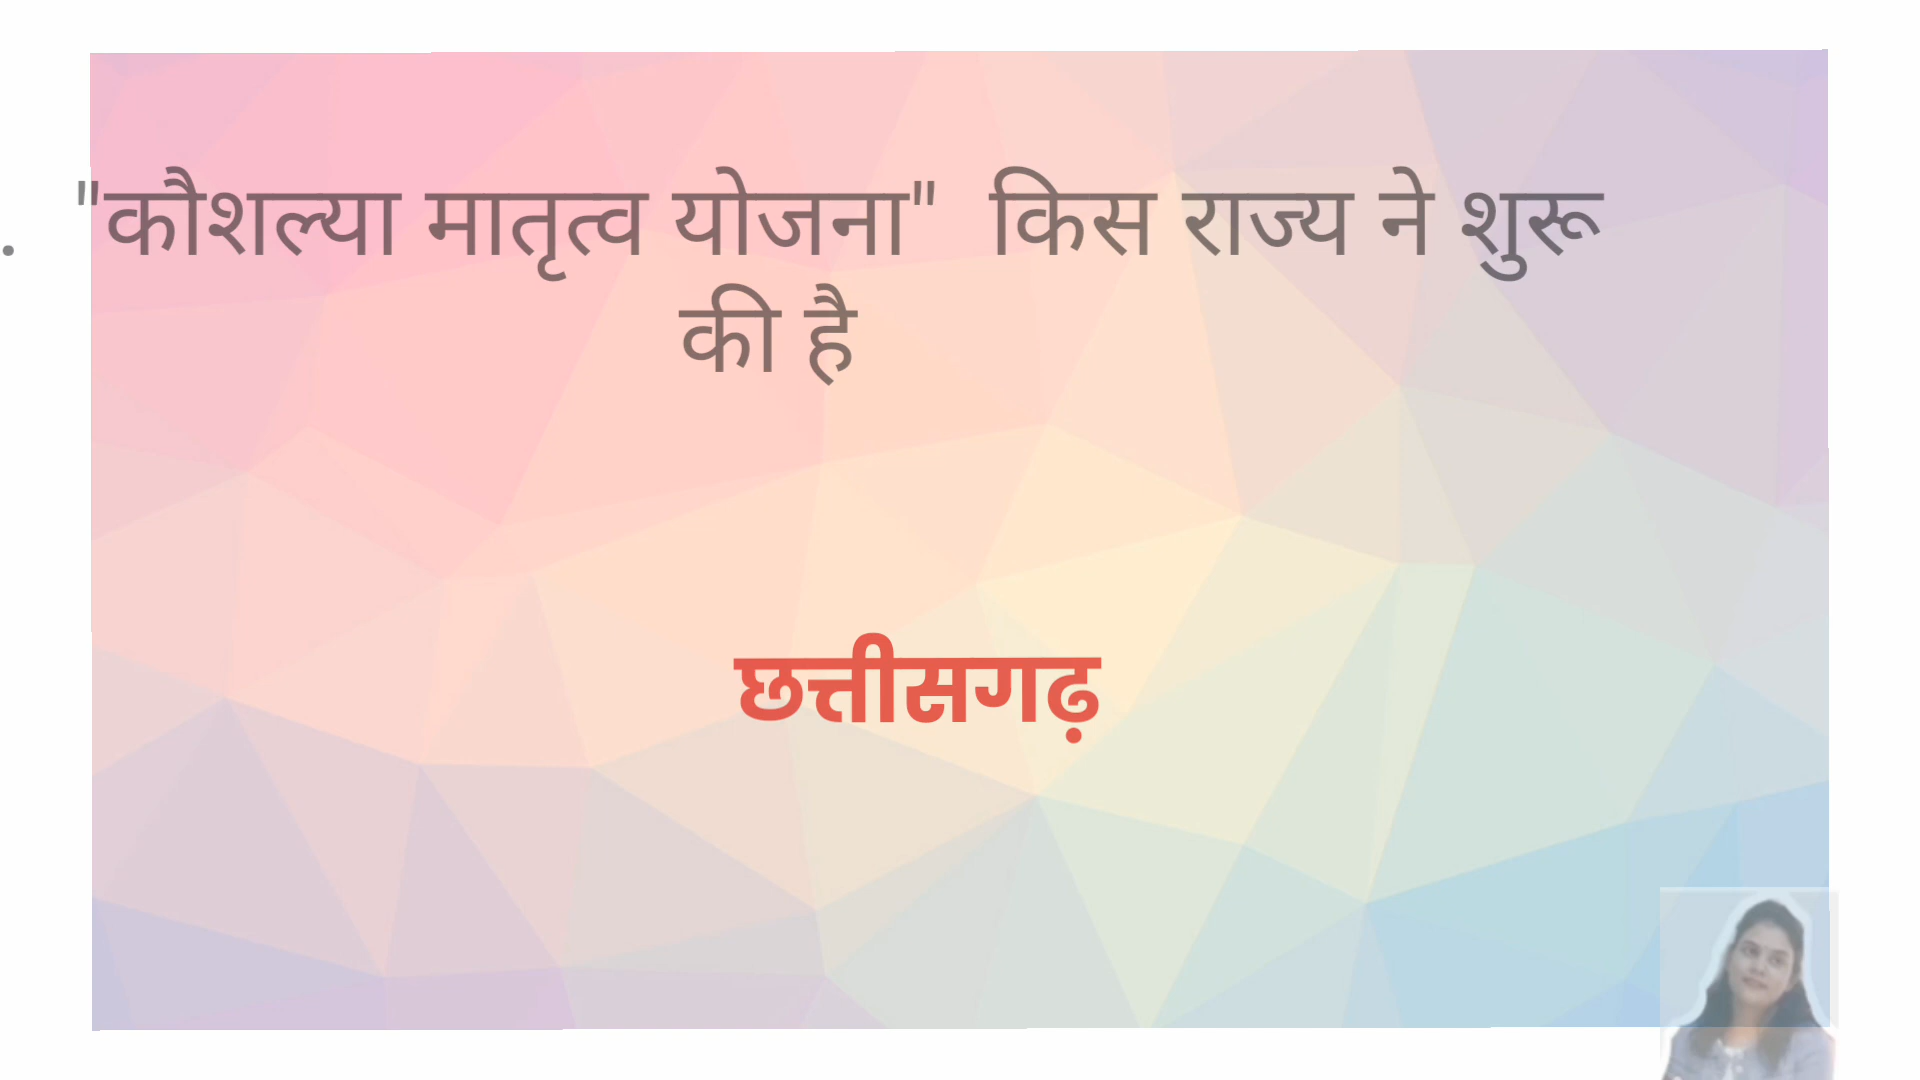 . "कौशल्या मातृत्व योजना"  किस राज्य ने शुरू
की है
छत्तीसगढ़